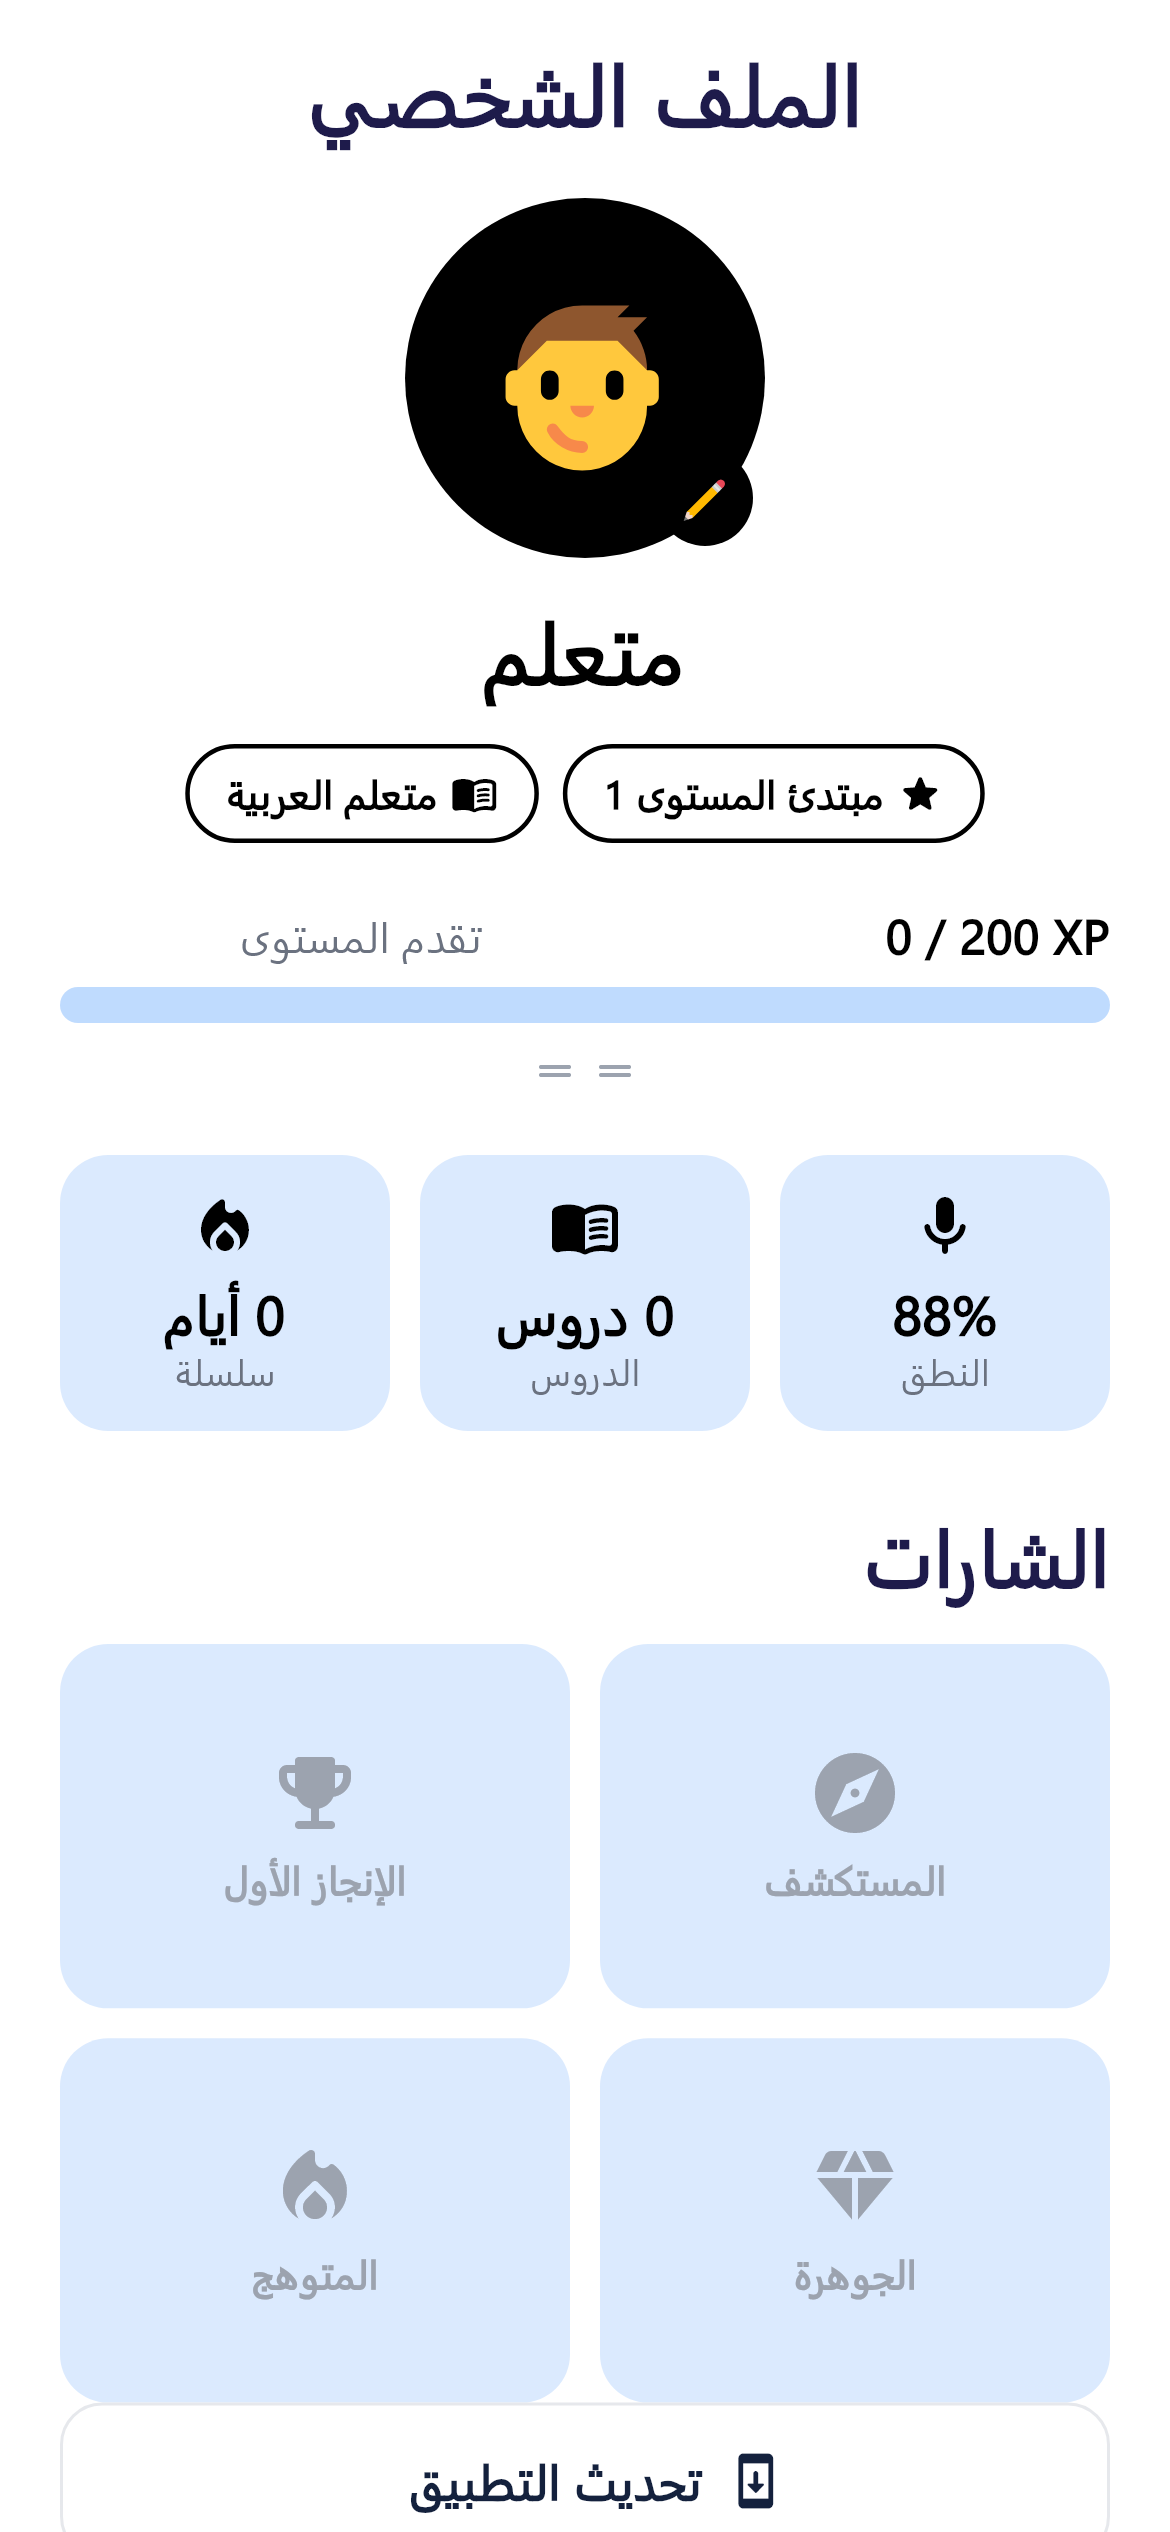 الملف الشخصي
متعلم
مبتدئ المستوى 1
متعلم العربية
0 / 200 XP
تقدم المستوى
88%
النطق
0 دروس
الدروس
0 أيام
سلسلة
الشارات
المستكشف
الإنجاز الأول
الجوهرة
المتوهج
تحديث التطبيق